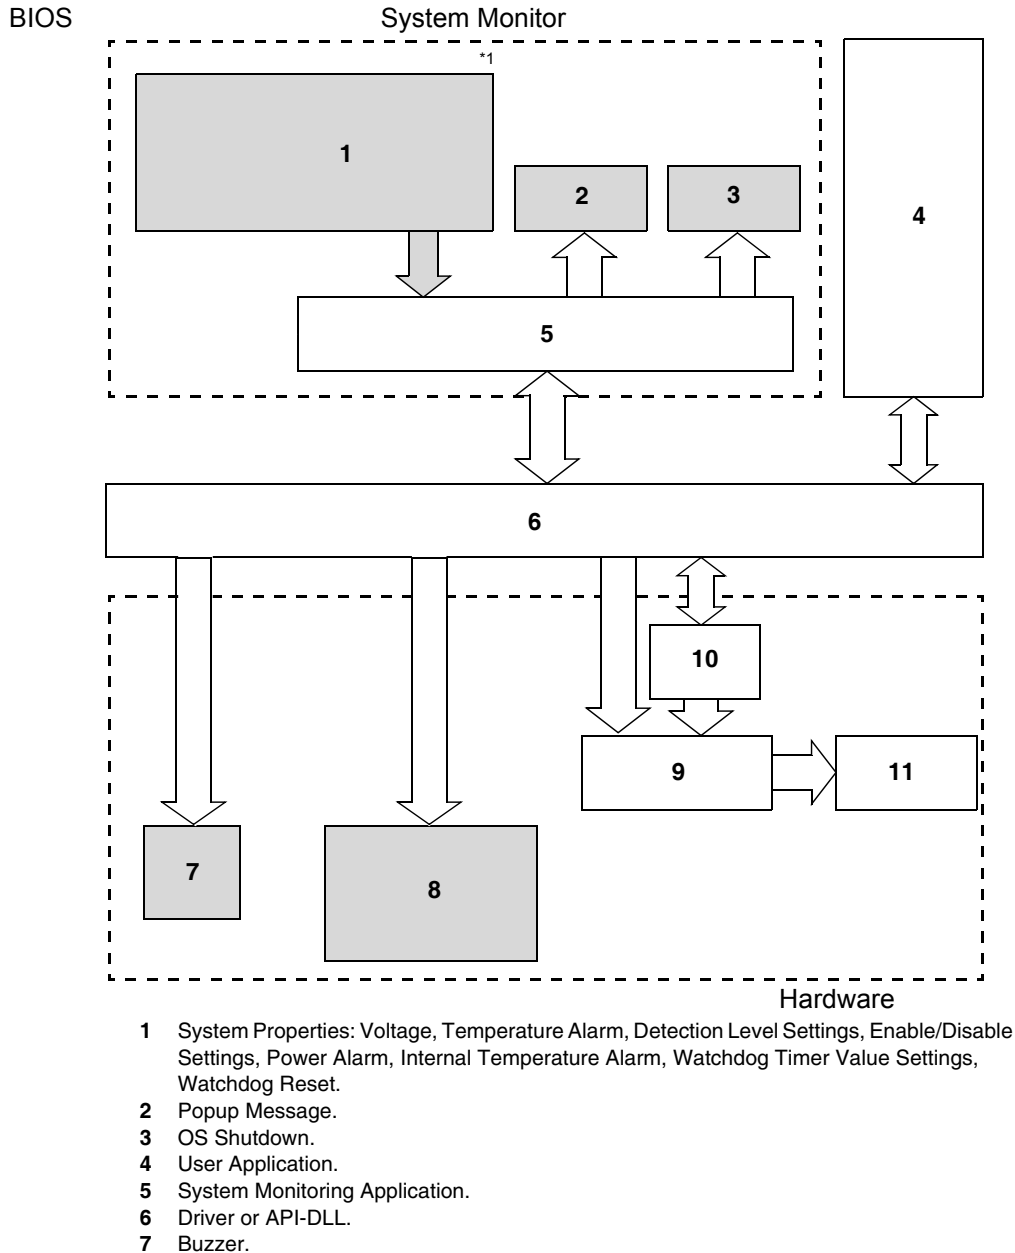 BIOS
System Monitor
*1
1
2
3
4
5
6
10
9
11
7
8
Hardware
1 System Properties: Voltage, Temperature Alarm, Detection Level Settings, Enable/Disable
Settings, Power Alarm, Internal Temperature Alarm, Watchdog Timer Value Settings,
Watchdog Reset.
2 Popup Message.
3 OS Shutdown.
4 User Application.
5 System Monitoring Application.
6 Driver or API-DLL.
7 Buzzer.